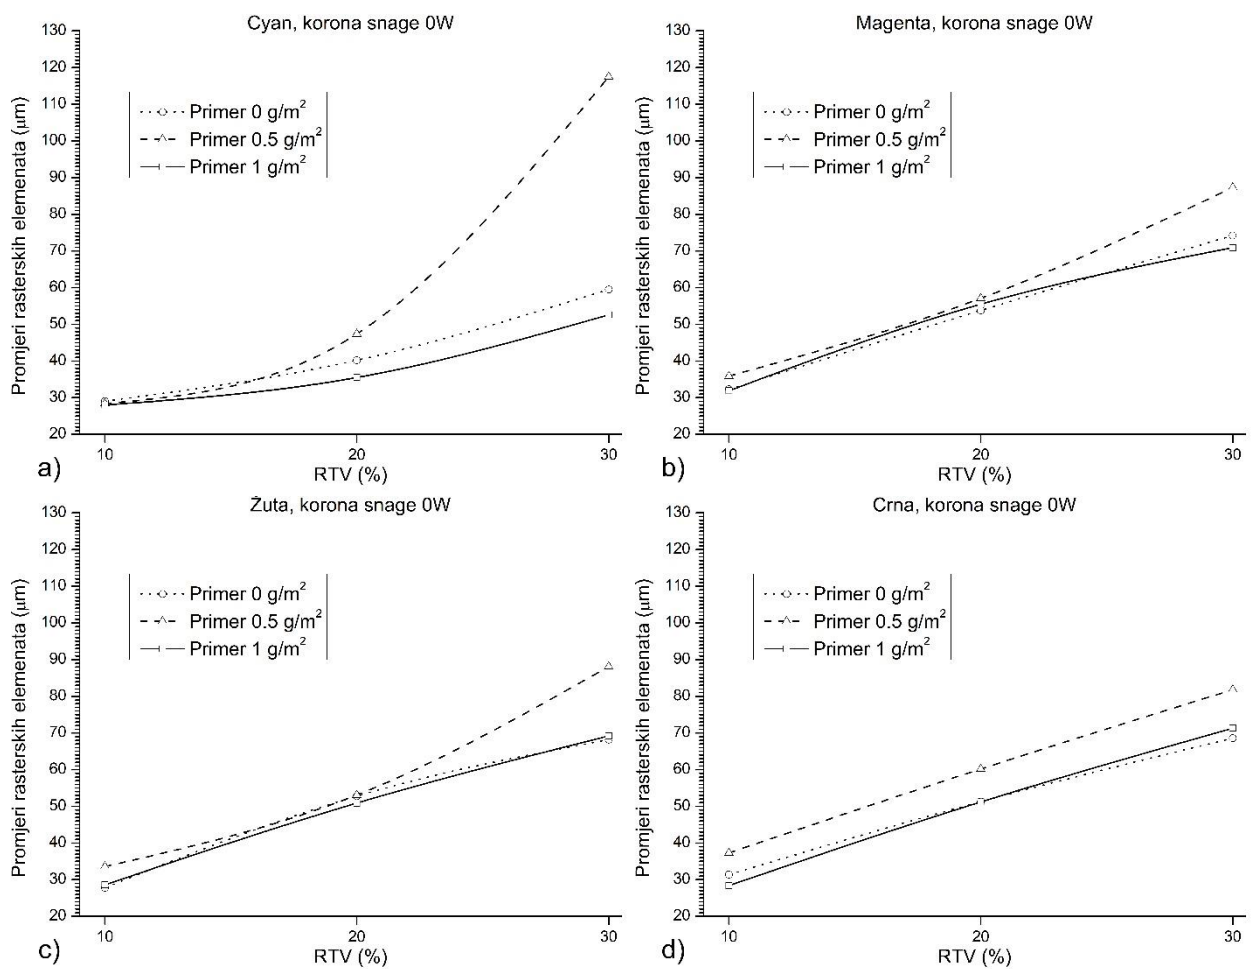 Cyan, korona snage 0W
130
120
110
100
90
80
70
60
50
40
30
20
Promjeri rasterskih elemenata (μm)
Primer 0 g/m²
Primer 0.5 g/m²
Primer 1 g/m²
10
20
30
RTV (%)
a)
Magenta, korona snage 0W
130
120
110
100
90
80
70
60
50
40
30
20
Promjeri rasterskih elemenata (μm)
Primer 0 g/m²
Primer 0.5 g/m²
Primer 1 g/m²
10
20
30
RTV (%)
b)
Žuta, korona snage 0W
130
120
110
100
90
80
70
60
50
40
30
20
Promjeri rasterskih elemenata (μm)
Primer 0 g/m²
Primer 0.5 g/m²
Primer 1 g/m²
10
20
30
RTV (%)
c)
Crna, korona snage 0W
130
120
110
100
90
80
70
60
50
40
30
20
Promjeri rasterskih elemenata (μm)
Primer 0 g/m²
Primer 0.5 g/m²
Primer 1 g/m²
10
20
30
RTV (%)
d)